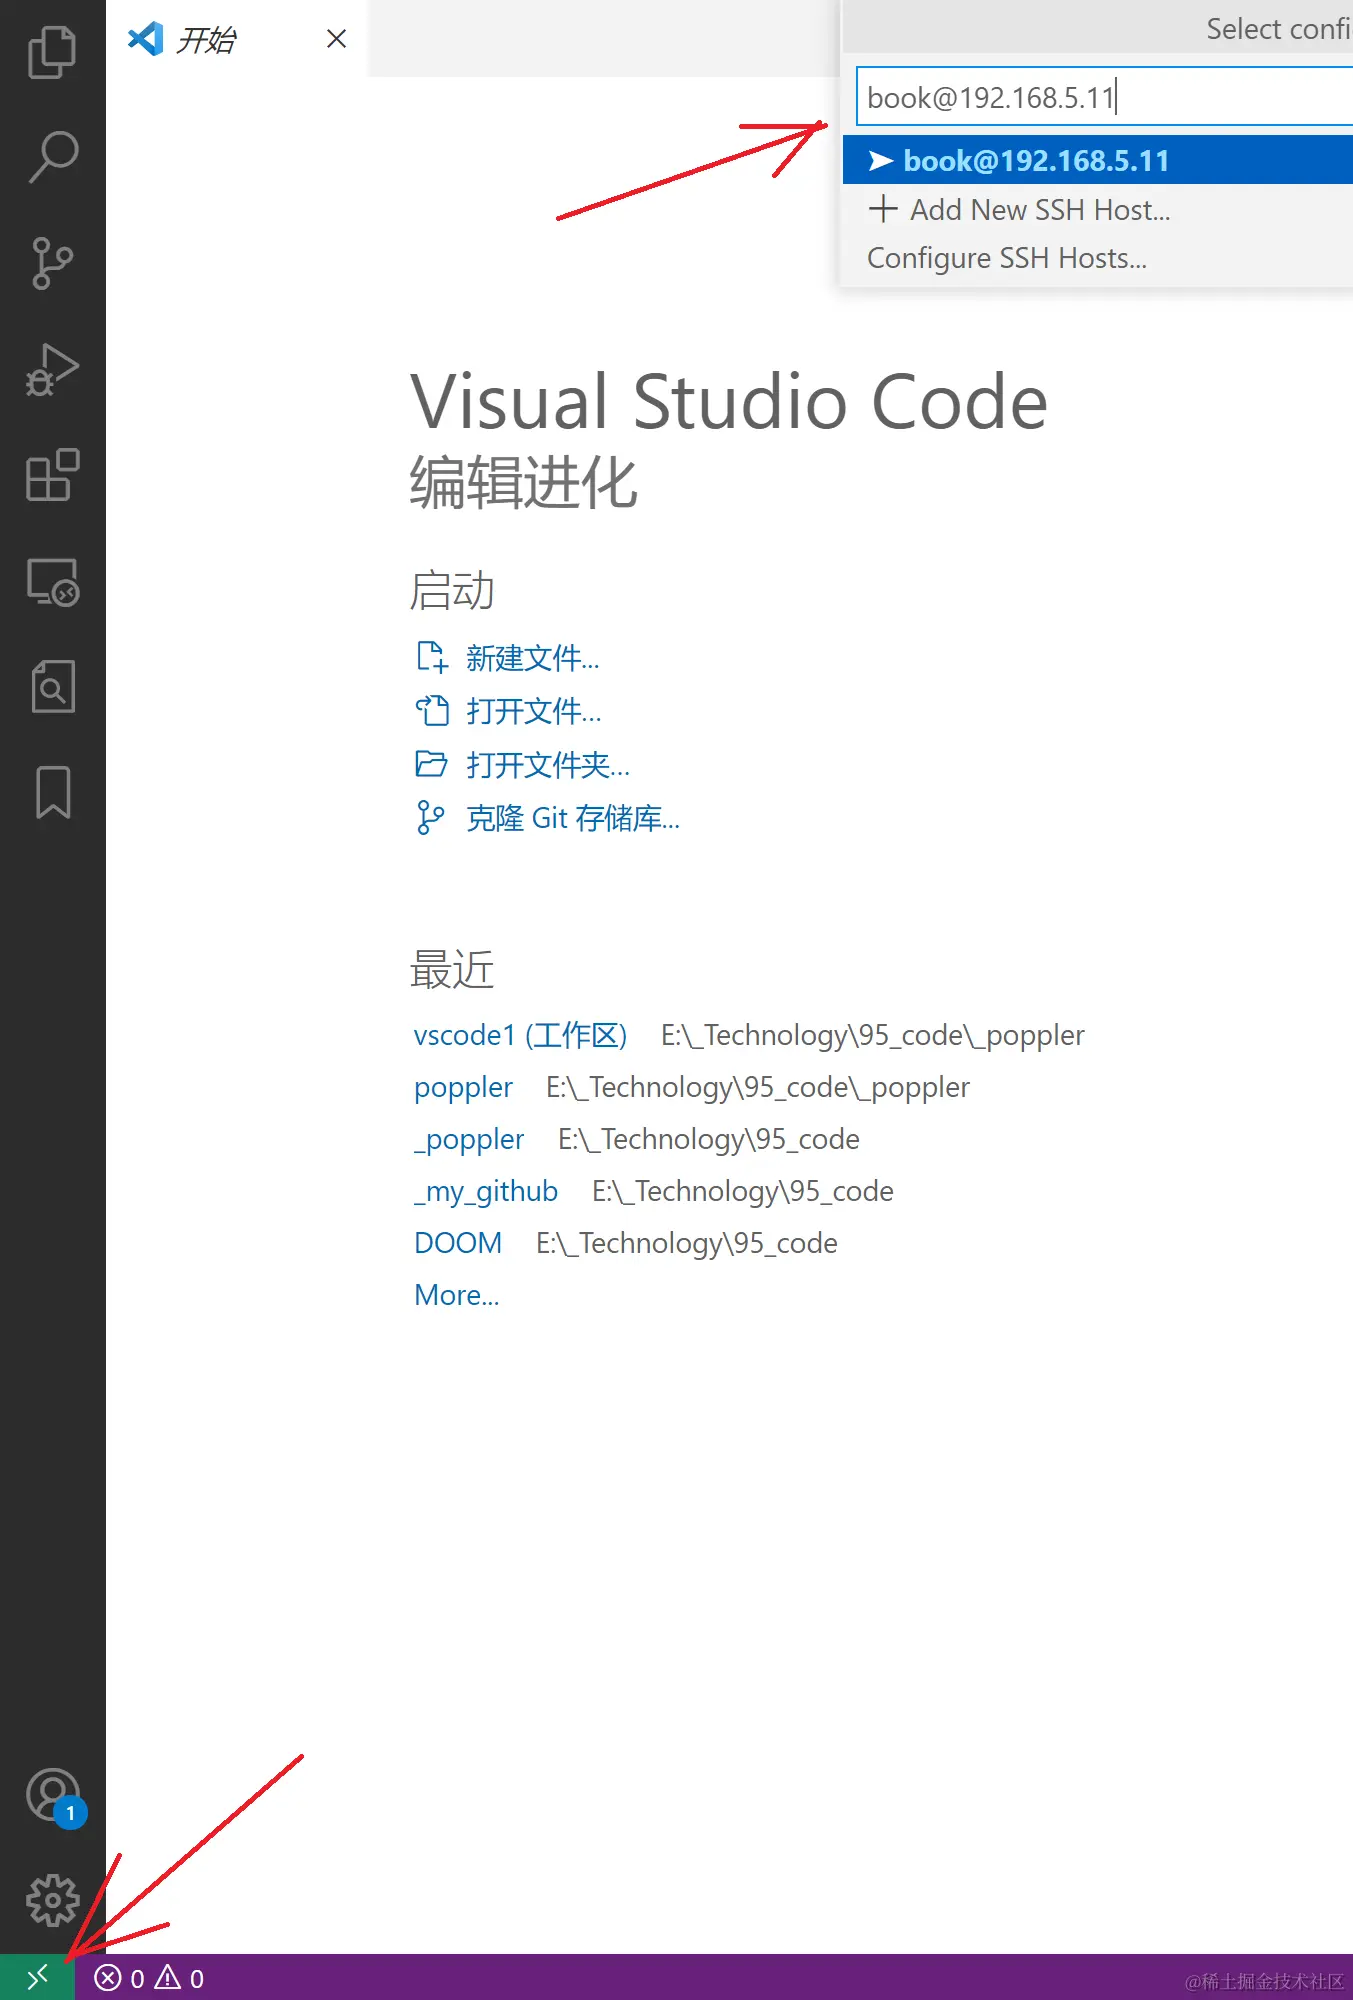 开始
Select confi
book@192.168.5.11
book@192.168.5.11
Add New SSH Host...
Configure SSH Hosts...
Visual Studio Code
编辑进化
启动
新建文件...
打开文件...
打开文件夹...
克隆 Git 存储库...
最近
vscode1 (工作区) E:\_Technology\95_code\_poppler
poppler E:\_Technology\95_code\_poppler
_poppler E:\_Technology\95_code
_my_github E:\_Technology\95_code
DOOM E:\_Technology\95_code
More...
1
0 0
@稀土掘金技术社区